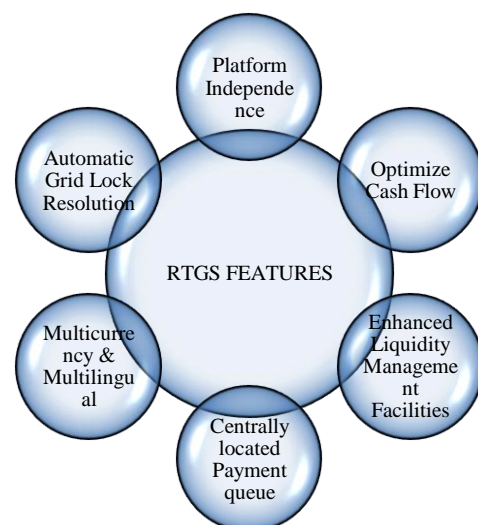 Platform
Independe
nce
Automatic
Grid Lock
Resolution
Optimize
Cash Flow
RTGS FEATURES
Multicurre
ncy &
Multilingu
al
Enhanced
Liquidity
Manageme
nt
Facilities
Centrally
located
Payment
queue